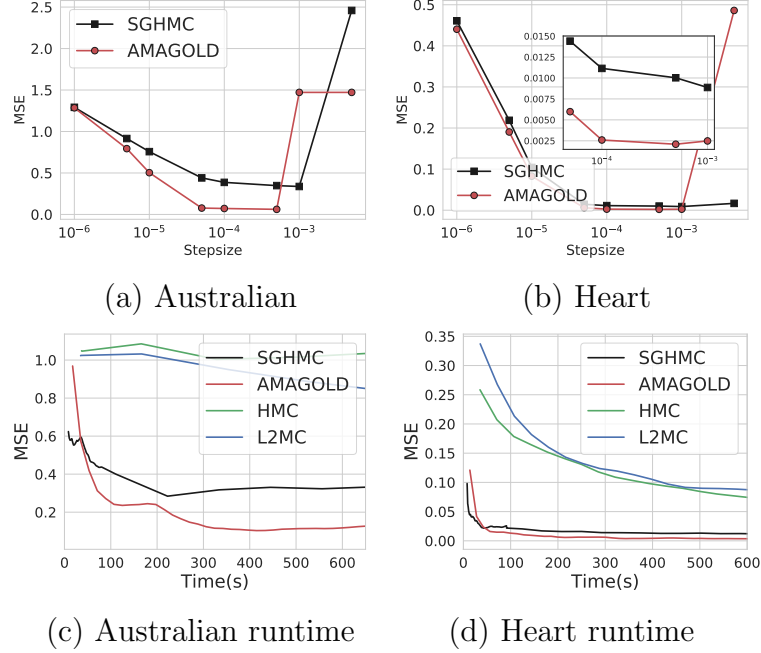 2.5
2.0
1.5
1.0
0.5
0.0
MSE
SGHMC
AMAGOLD
10⁻⁶
10⁻⁵
10⁻⁴
10⁻³
Stepsize
(a) Australian
0.5
0.4
0.3
0.2
0.1
0.0
MSE
0.0150
0.0100
0.0050
0.0025
10⁻⁴
10⁻³
SGHMC
AMAGOLD
10⁻⁶
10⁻⁵
10⁻⁴
10⁻³
Stepsize
(b) Heart
1.0
0.8
0.6
0.4
0.2
MSE
SGHMC
AMAGOLD
HMC
L2MC
0
100
200
300
400
500
600
Time(s)
(c) Australian runtime
0.35
0.30
0.25
0.20
0.15
0.10
0.05
0.00
MSE
SGHMC
AMAGOLD
HMC
L2MC
0
100
200
300
400
500
600
Time(s)
(d) Heart runtime